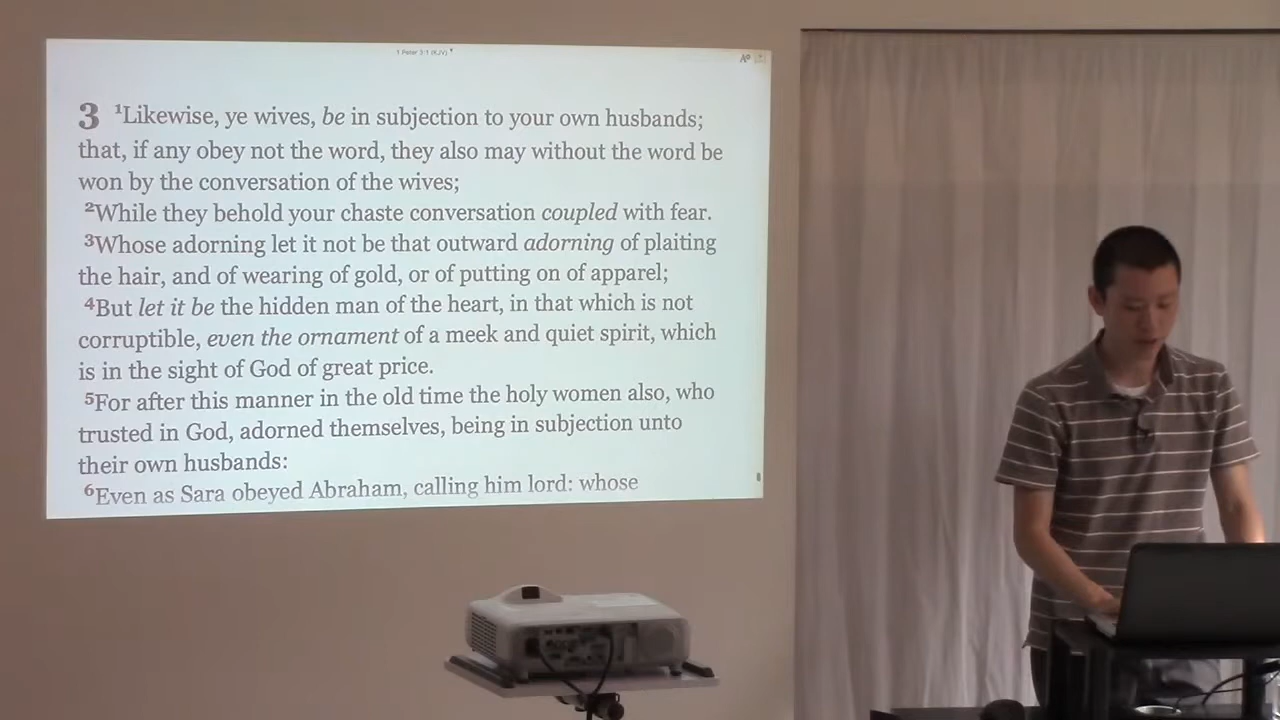 1 Peter 3:1 (KJV)
3 1Likewise, ye wives, be in subjection to your own husbands;
that, if any obey not the word, they also may without the word be
won by the conversation of the wives;
2While they behold your chaste conversation coupled with fear.
3Whose adorning let it not be that outward adorning of plaiting
the hair, and of wearing of gold, or of putting on of apparel;
4But let it be the hidden man of the heart, in that which is not
corruptible, even the ornament of a meek and quiet spirit, which
is in the sight of God of great price.
5For after this manner in the old time the holy women also, who
trusted in God, adorned themselves, being in subjection unto
their own husbands:
6Even as Sara obeyed Abraham, calling him lord: whose